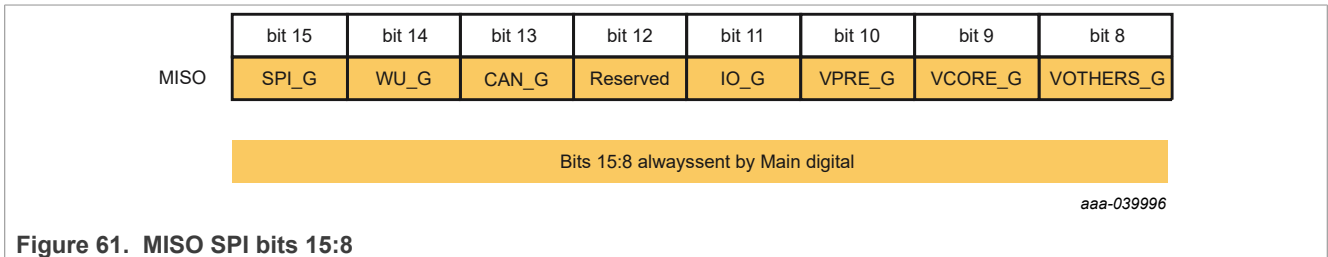 bit 15 bit 14 bit 13 bit 12 bit 11 bit 10 bit 9 bit 8
MISO SPI_G WU_G CAN_G Reserved IO_G VPRE_G VCORE_G VOTHERS_G
Bits 15:8 alwayssent by Main digital
aaa-039996
Figure 61. MISO SPI bits 15:8